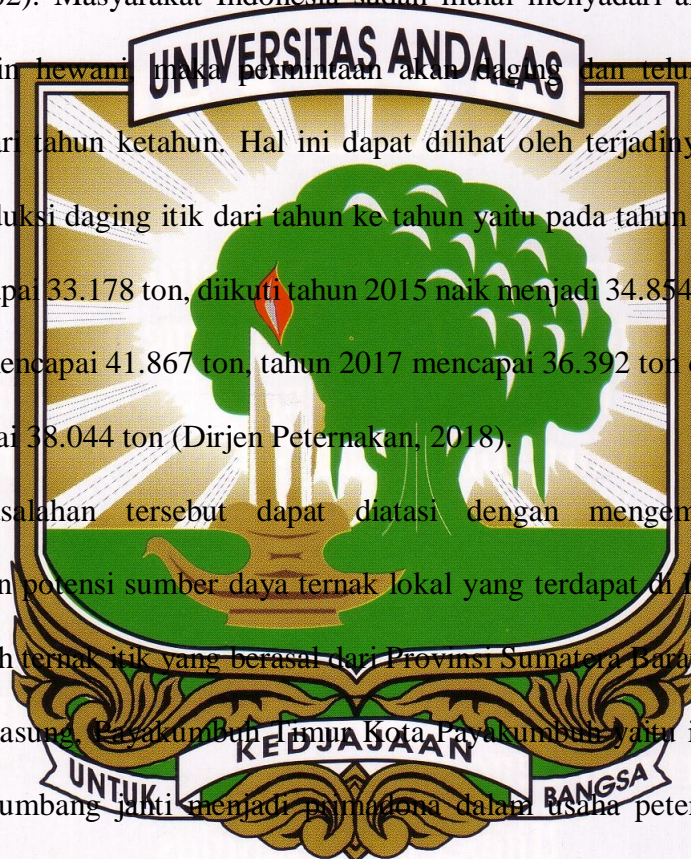 2). Masyarakat Indonesia sudah mulai menyadari a
UNIVERSITAS ANDALAS
in hewani, maka permintaan akan daging dan telu
ri tahun ketahun. Hal ini dapat dilihat oleh terjadiny
uksi daging itik dari tahun ke tahun yaitu pada tahun
pai 33.178 ton, diikuti tahun 2015 naik menjadi 34.854
encapai 41.867 ton, tahun 2017 mencapai 36.392 ton
ai 38.044 ton (Dirjen Peternakan, 2018).
salahan tersebut dapat diatasi dengan mengem
n potensi sumber daya ternak lokal yang terdapat di
h ternak itik yang berasal dari Provinsi Sumatera Bara
asung, Payakumbuh Timur Kota Payakumbuh yaitu
KEDJAJAAN
UNTUK BANGSA
umbang janti menjadi primadona dalam usaha peter